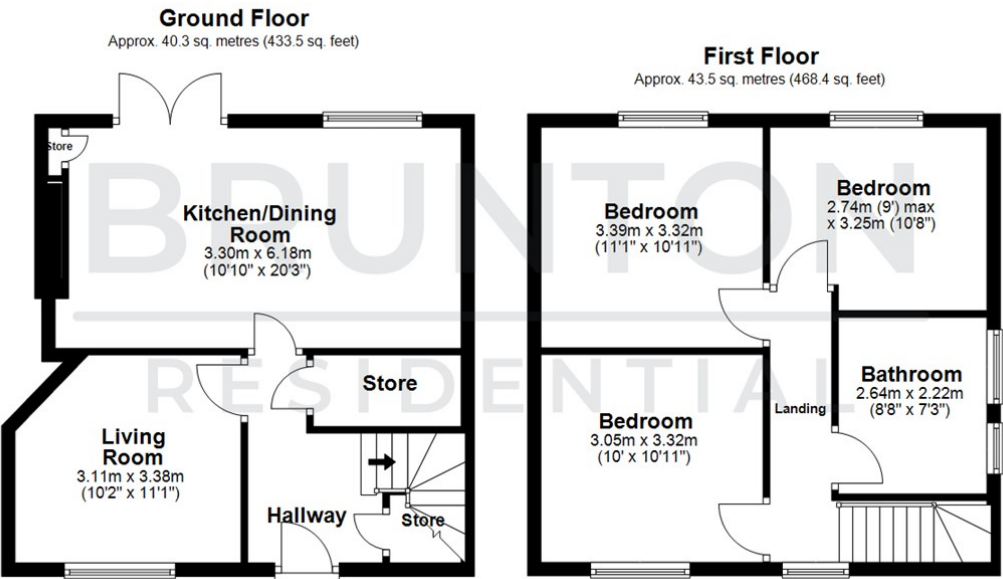 Ground Floor
Approx. 40.3 sq. metres (433.5 sq. feet)
Store
Kitchen/Dining
Room
3.30m x 6.18m
(10'10" x 20'3")
Store
Living
Room
3.11m x 3.38m
(10'2" x 11'1")
Hallway
Store
First Floor
Approx. 43.5 sq. metres (468.4 sq. feet)
Bedroom
3.39m x 3.32m
(11'1" x 10'11")
Bedroom
2.74m (9') max
x 3.25m (10'8")
Bedroom
3.05m x 3.32m
(10' x 10'11")
Landing
Bathroom
2.64m x 2.22m
(8'8" x 7'3")
BRUNTON
RESIDENTIAL